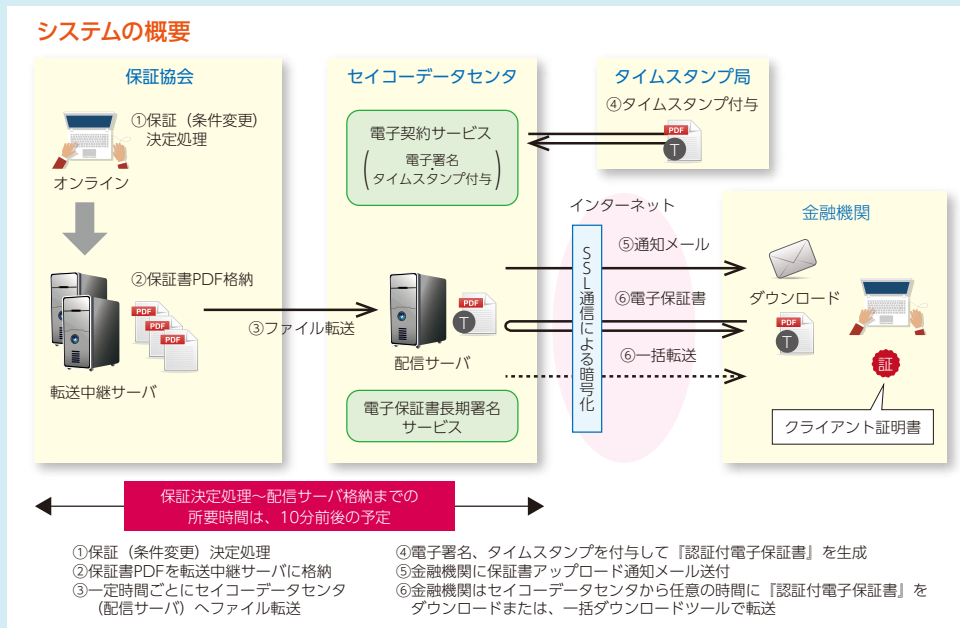 システムの概要
保証協会
①保証（条件変更）
決定処理
オンライン
②保証書PDF格納
PDF
PDF
PDF
転送中継サーバ
③ファイル転送
セイコーデータセンタ
電子契約サービス
電子署名
・
タイムスタンプ付与
PDF
T
配信サーバ
電子保証書長期署名
サービス
タイムスタンプ局
④タイムスタンプ付与
PDF
T
インターネット
SSL通信による暗号化
⑤通知メール
⑥電子保証書
⑥一括転送
金融機関
ダウンロード
PDF
T
証
クライアント証明書
保証決定処理～配信サーバ格納までの
所要時間は、10分前後の予定
①保証（条件変更）決定処理
②保証書PDFを転送中継サーバに格納
③一定時間ごとにセイコーデータセンタ
（配信サーバ）へファイル転送
④電子署名、タイムスタンプを付与して『認証付電子保証書』を生成
⑤金融機関に保証書アップロード通知メール送付
⑥金融機関はセイコーデータセンタから任意の時間に『認証付電子保証書』を
ダウンロードまたは、一括ダウンロードツールで転送